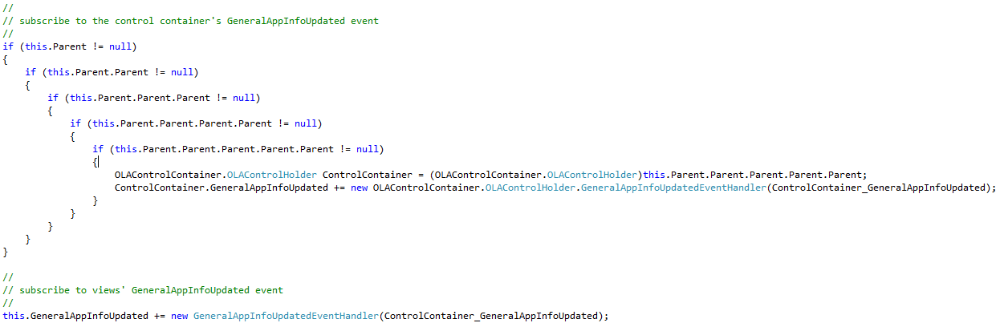 //
// subscribe to the control container's GeneralAppInfoUpdated event
//
if (this.Parent != null)
{
    if (this.Parent.Parent != null)
    {
        if (this.Parent.Parent.Parent != null)
        {
            if (this.Parent.Parent.Parent.Parent != null)
            {
                if (this.Parent.Parent.Parent.Parent.Parent != null)
                {
                    OLAControlContainer.OLAControlHolder ControlContainer = (OLAControlContainer.OLAControlHolder)this.Parent.Parent.Parent.Parent.Parent;
                    ControlContainer.GeneralAppInfoUpdated += new OLAControlContainer.OLAControlHolder.GeneralAppInfoUpdatedEventHandler(ControlContainer_GeneralAppInfoUpdated);
                }
            }
        }
    }
}

//
// subscribe to views' GeneralAppInfoUpdated event
//
this.GeneralAppInfoUpdated += new GeneralAppInfoUpdatedEventHandler(ControlContainer_GeneralAppInfoUpdated);